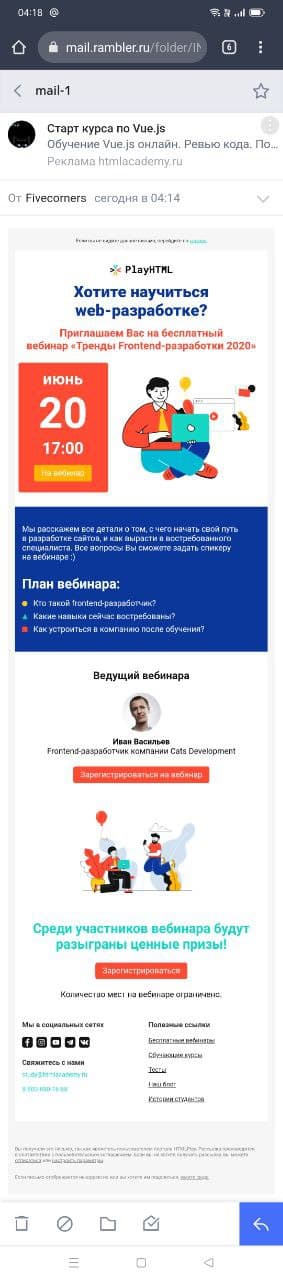 04:18
mail.rambler.ru/folder/IN
6
mail-1
Старт курса по Vue.js
Обучение Vue.js онлайн. Ревью кода. По...
Реклама htmlacademy.ru
От Fivecorners сегодня в 04:14
PlayHTML
Хотите научиться
web-разработке?
Приглашаем Вас на бесплатный
вебинар «Тренды Frontend-разработки 2020»
ИЮНЬ
20
17:00
На вебинар
Мы расскажем все детали о том, с чего начать свой путь
в разработке сайтов, и как вырасти в востребованного
специалиста. Все вопросы Вы сможете задать спикеру
на вебинаре :)
План вебинара:
Кто такой frontend-разработчик?
Какие навыки сейчас востребованы?
Как устроиться в компанию после обучения?
Ведущий вебинара
Иван Васильев
Frontend-разработчик компании Cats Development
Зарегистрироваться на вебинар
Среди участников вебинара будут
разыграны ценные призы!
Зарегистрироваться
Количество мест на вебинаре ограничено.
Мы в социальных сетях
Полезные ссылки
Бесплатные вебинары
Обучающие курсы
Свяжитесь с нами
Тесты
Наш блог
Истории студентов